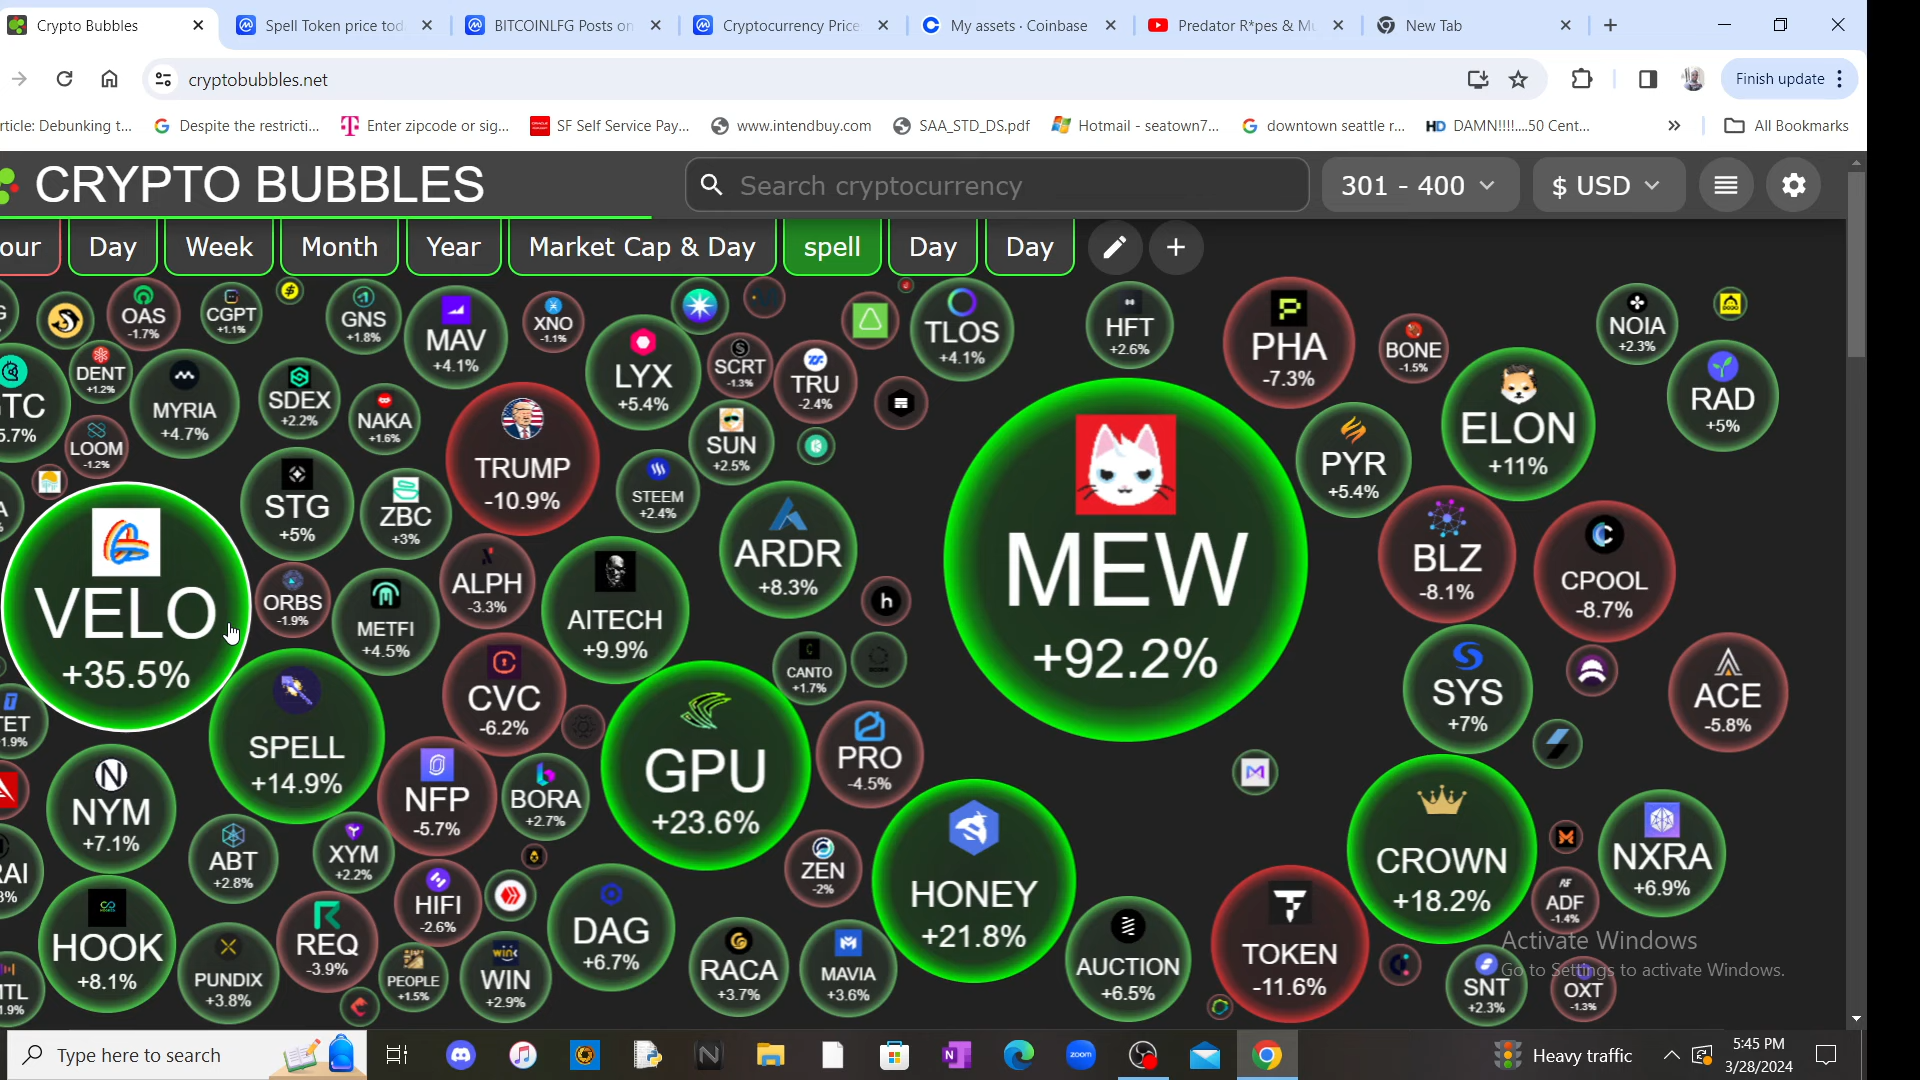 Crypto Bubbles
Spell Token price tod
BITCOINLFG Posts on
Cryptocurrency Price
My assets · Coinbase
Predator R*pes & Mu
New Tab
cryptobubbles.net
Finish update
rticle: Debunking t...
Despite the restricti...
Enter zipcode or sig...
SF Self Service Pay...
www.intendbuy.com
SAA_STD_DS.pdf
Hotmail - seatown7...
downtown seattle r...
HD DAMN!!!!....50 Cent...
»
All Bookmarks
CRYPTO BUBBLES
Search cryptocurrency
301 - 400
$ USD
our
Day
Week
Month
Year
Market Cap & Day
spell
Day
Day
OAS
-1.7%
CGPT
+1.1%
GNS
+1.8%
MAV
+4.1%
XNO
-1.1%
LYX
+5.4%
SCRT
-1.3%
TRU
-2.4%
TLOS
+4.1%
HFT
+2.6%
PHA
-7.3%
BONE
-1.5%
NOIA
+2.3%
ELON
+11%
RAD
+5%
TC
5.7%
DENT
+1.2%
MYRIA
+4.7%
SDEX
+2.2%
NAKA
+1.6%
LOOM
-1.2%
TRUMP
-10.9%
SUN
+2.5%
STEEM
+2.4%
PYR
+5.4%
MEW
+92.2%
STG
+5%
ZBC
+3%
ARDR
+8.3%
BLZ
-8.1%
CPOOL
-8.7%
VELO
+35.5%
ORBS
-1.9%
METFI
+4.5%
ALPH
-3.3%
AITECH
+9.9%
h
CANTO
+1.7%
SYS
+7%
ACE
-5.8%
TET
+1.9%
SPELL
+14.9%
CVC
-6.2%
GPU
+23.6%
PRO
-4.5%
NYM
+7.1%
NFP
-5.7%
BORA
+2.7%
ABT
+2.8%
XYM
+2.2%
ZEN
-2%
HONEY
+21.8%
CROWN
+18.2%
NXRA
+6.9%
RAI
8%
HIFI
-2.6%
ADF
-1.4%
HOOK
+8.1%
PUNDIX
+3.8%
REQ
-3.9%
PEOPLE
+1.5%
WIN
+2.9%
DAG
+6.7%
RACA
+3.7%
MAVIA
+3.6%
AUCTION
+6.5%
TOKEN
-11.6%
SNT
+2.3%
OXT
-1.3%
MTL
1.9%
Activate Windows
Go to Settings to activate Windows.
Type here to search
zoom
Heavy traffic
5:45 PM
3/28/2024